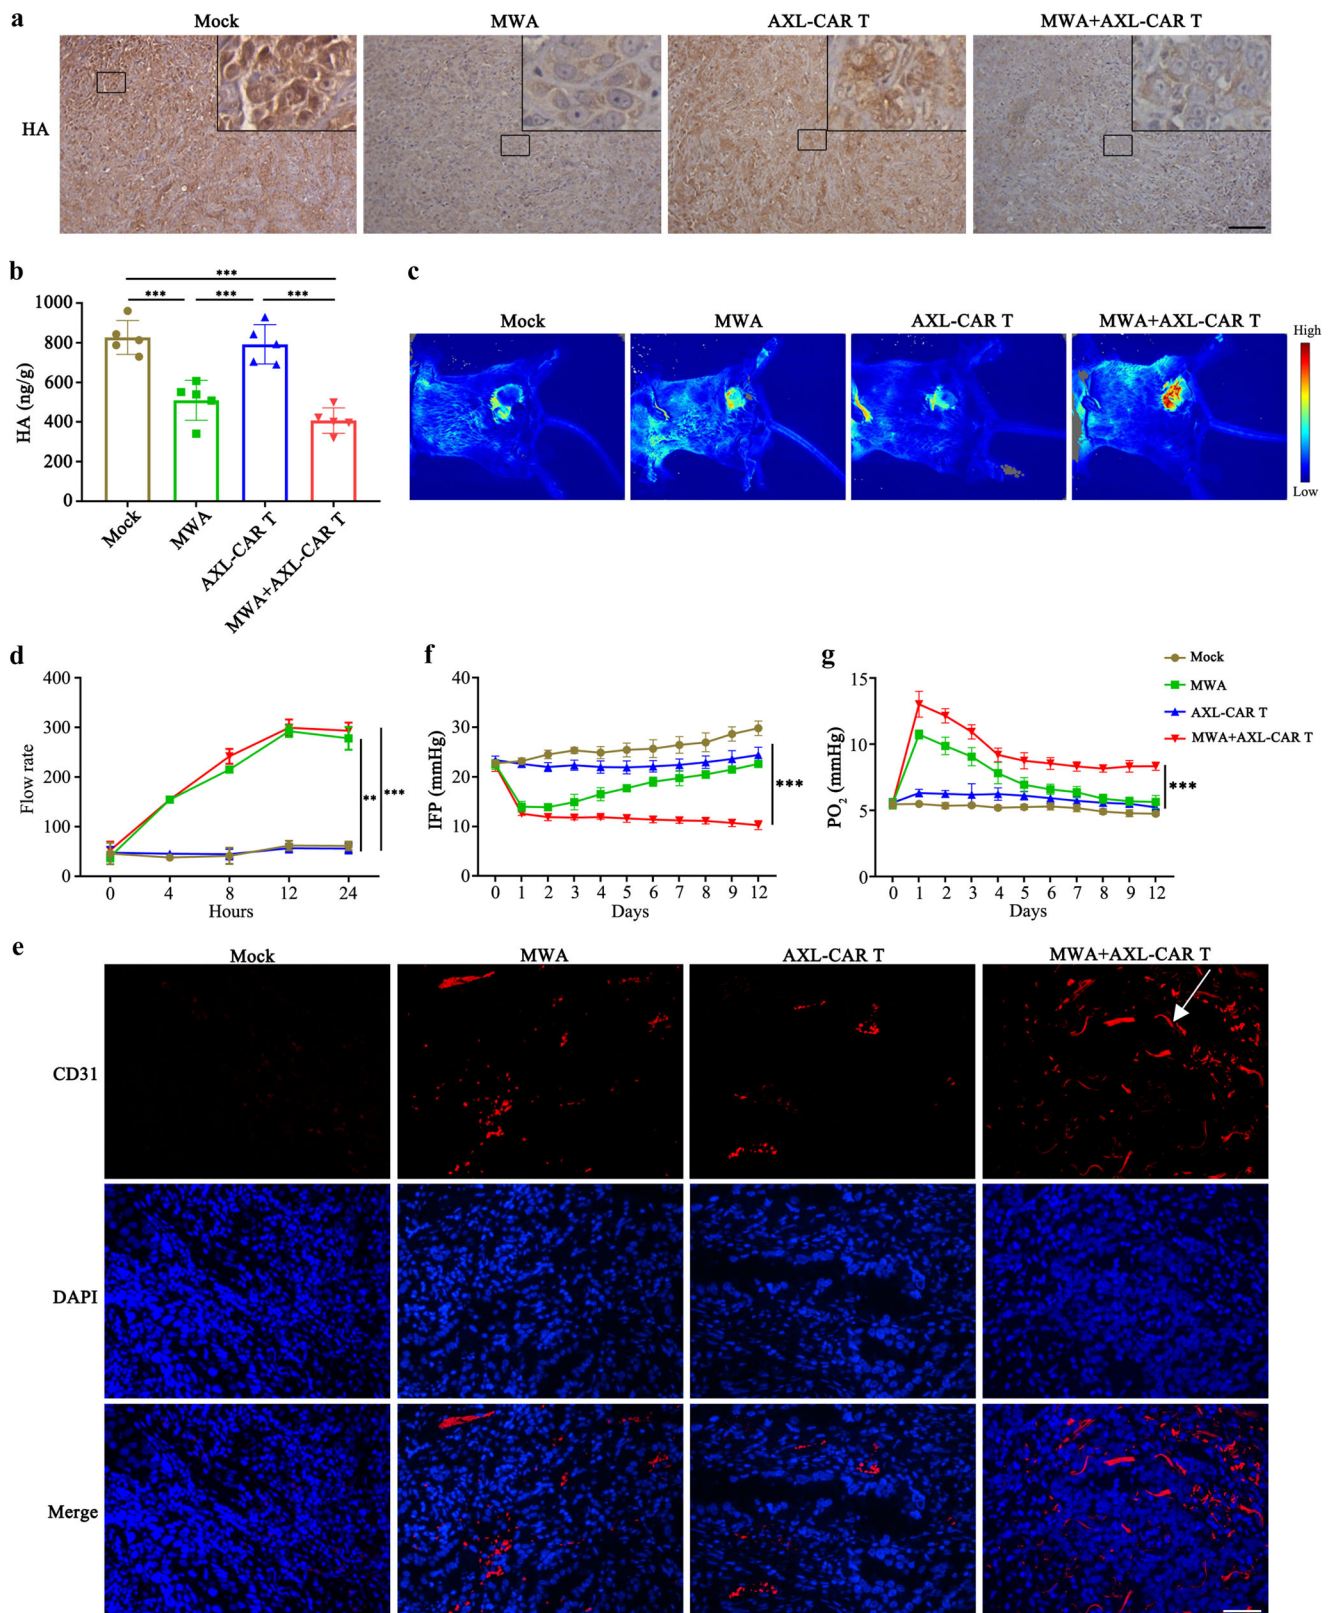 a
Mock
MWA
AXL-CAR T
MWA+AXL-CAR T
HA
b
***
***
***
***
HA (ng/g)
1000
800
600
400
200
0
Mock
MWA
AXL-CAR T
MWA+AXL-CAR T
c
Mock
MWA
AXL-CAR T
MWA+AXL-CAR T
High
Low
d
Flow rate
400
300
200
100
0
** ***
0 4 8 12 24
Hours
f
IFP (mmHg)
40
30
20
10
0
***
0 1 2 3 4 5 6 7 8 9 12
Days
g
PO2 (mmHg)
15
10
5
0
***
0 1 2 3 4 5 6 7 8 9 12
Days
Mock
MWA
AXL-CAR T
MWA+AXL-CAR T
e
Mock
MWA
AXL-CAR T
MWA+AXL-CAR T
CD31
DAPI
Merge